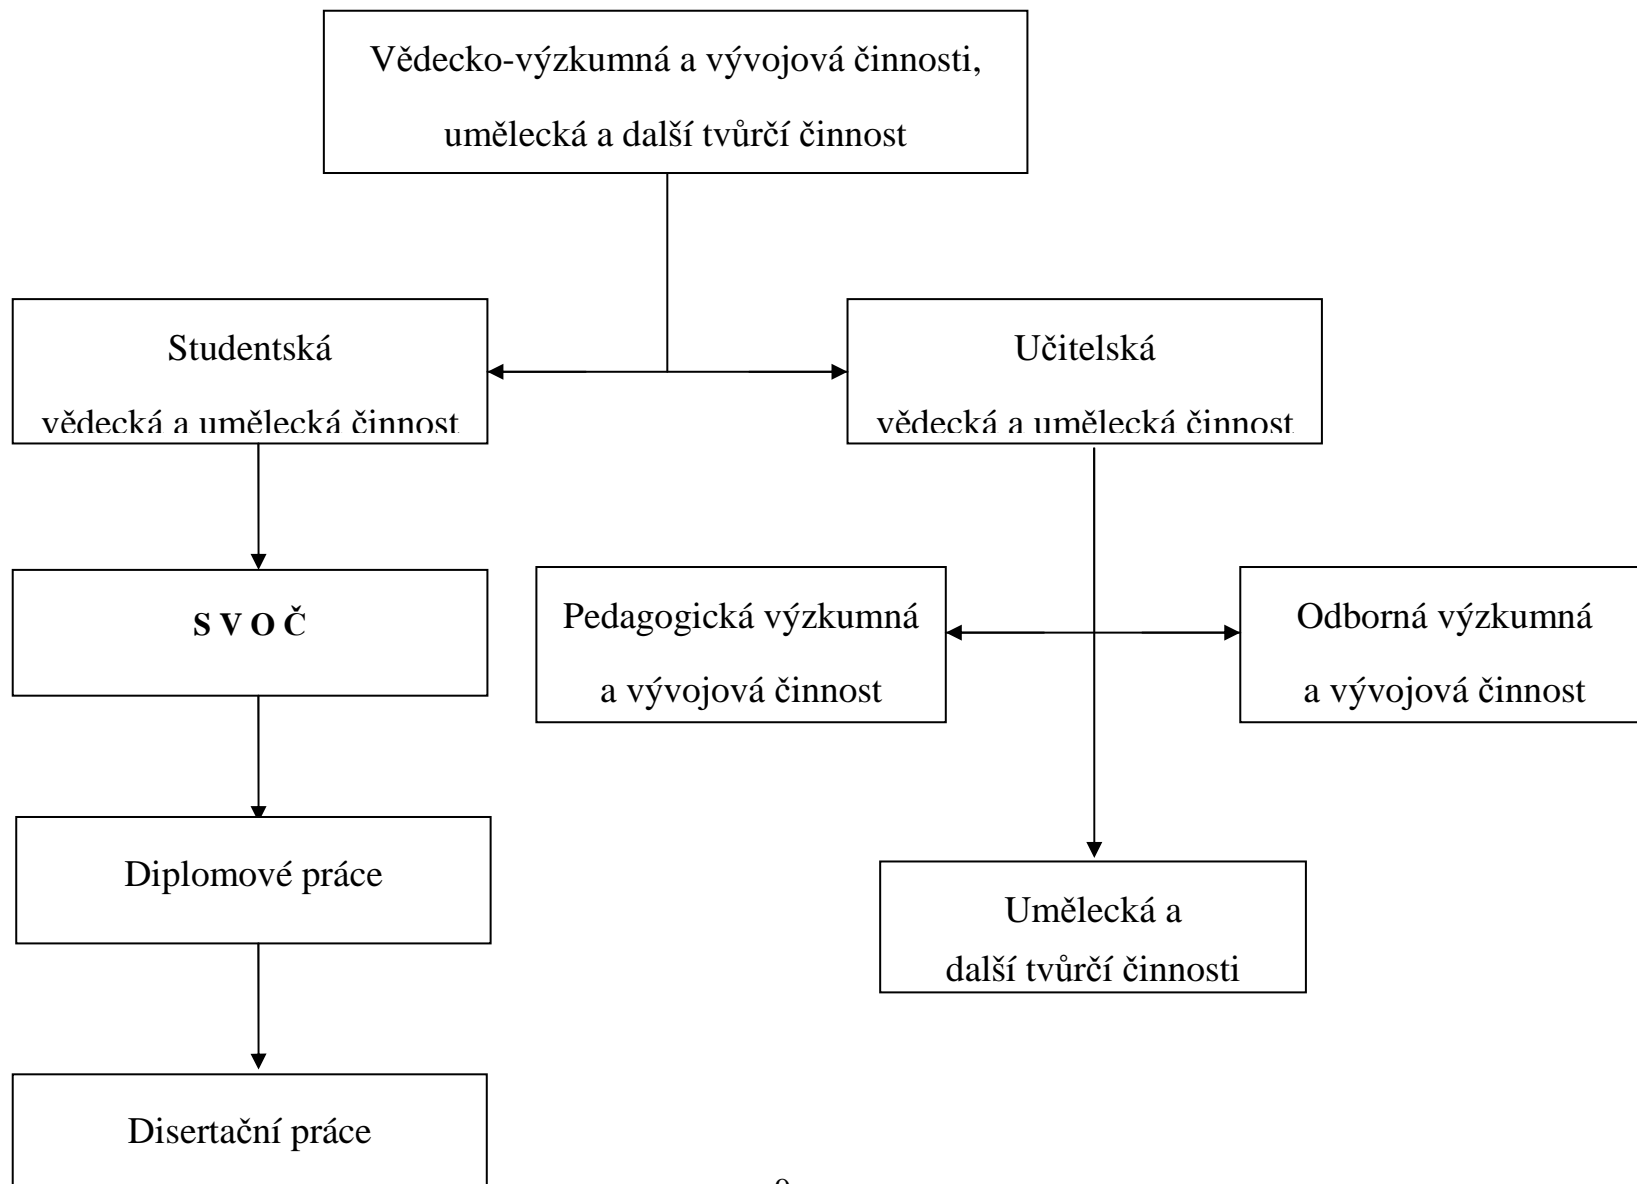 Vědecko-výzkumná a vývojová činnosti,
umělecká a další tvůrčí činnost
Studentská
vědecká a umělecká činnost
Učitelská
vědecká a umělecká činnost
S V O Č
Pedagogická výzkumná
a vývojová činnost
Odborná výzkumná
a vývojová činnost
Diplomové práce
Umělecká a
další tvůrčí činnosti
Disertační práce